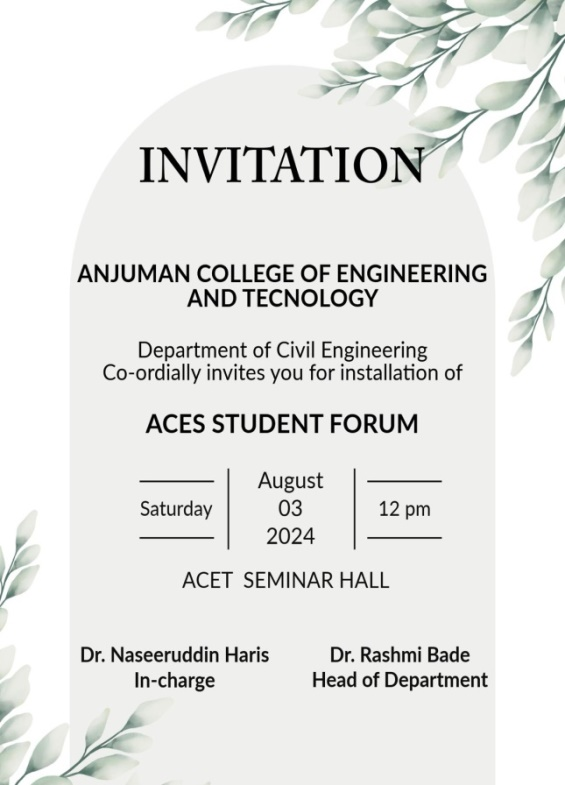 INVITATION
ANJUMAN COLLEGE OF ENGINEERING
AND TECNOLOGY
Department of Civil Engineering
Co-ordially invites you for installation of
ACES STUDENT FORUM
Saturday
August
03
2024
12 pm
ACET SEMINAR HALL
Dr. Naseeruddin Haris
In-charge
Dr. Rashmi Bade
Head of Department